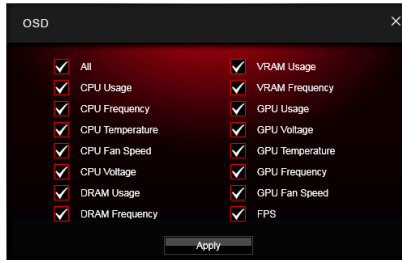 OSD
All
CPU Usage
CPU Frequency
CPU Temperature
CPU Fan Speed
CPU Voltage
DRAM Usage
DRAM Frequency
VRAM Usage
VRAM Frequency
GPU Usage
GPU Voltage
GPU Temperature
GPU Frequency
GPU Fan Speed
FPS
Apply